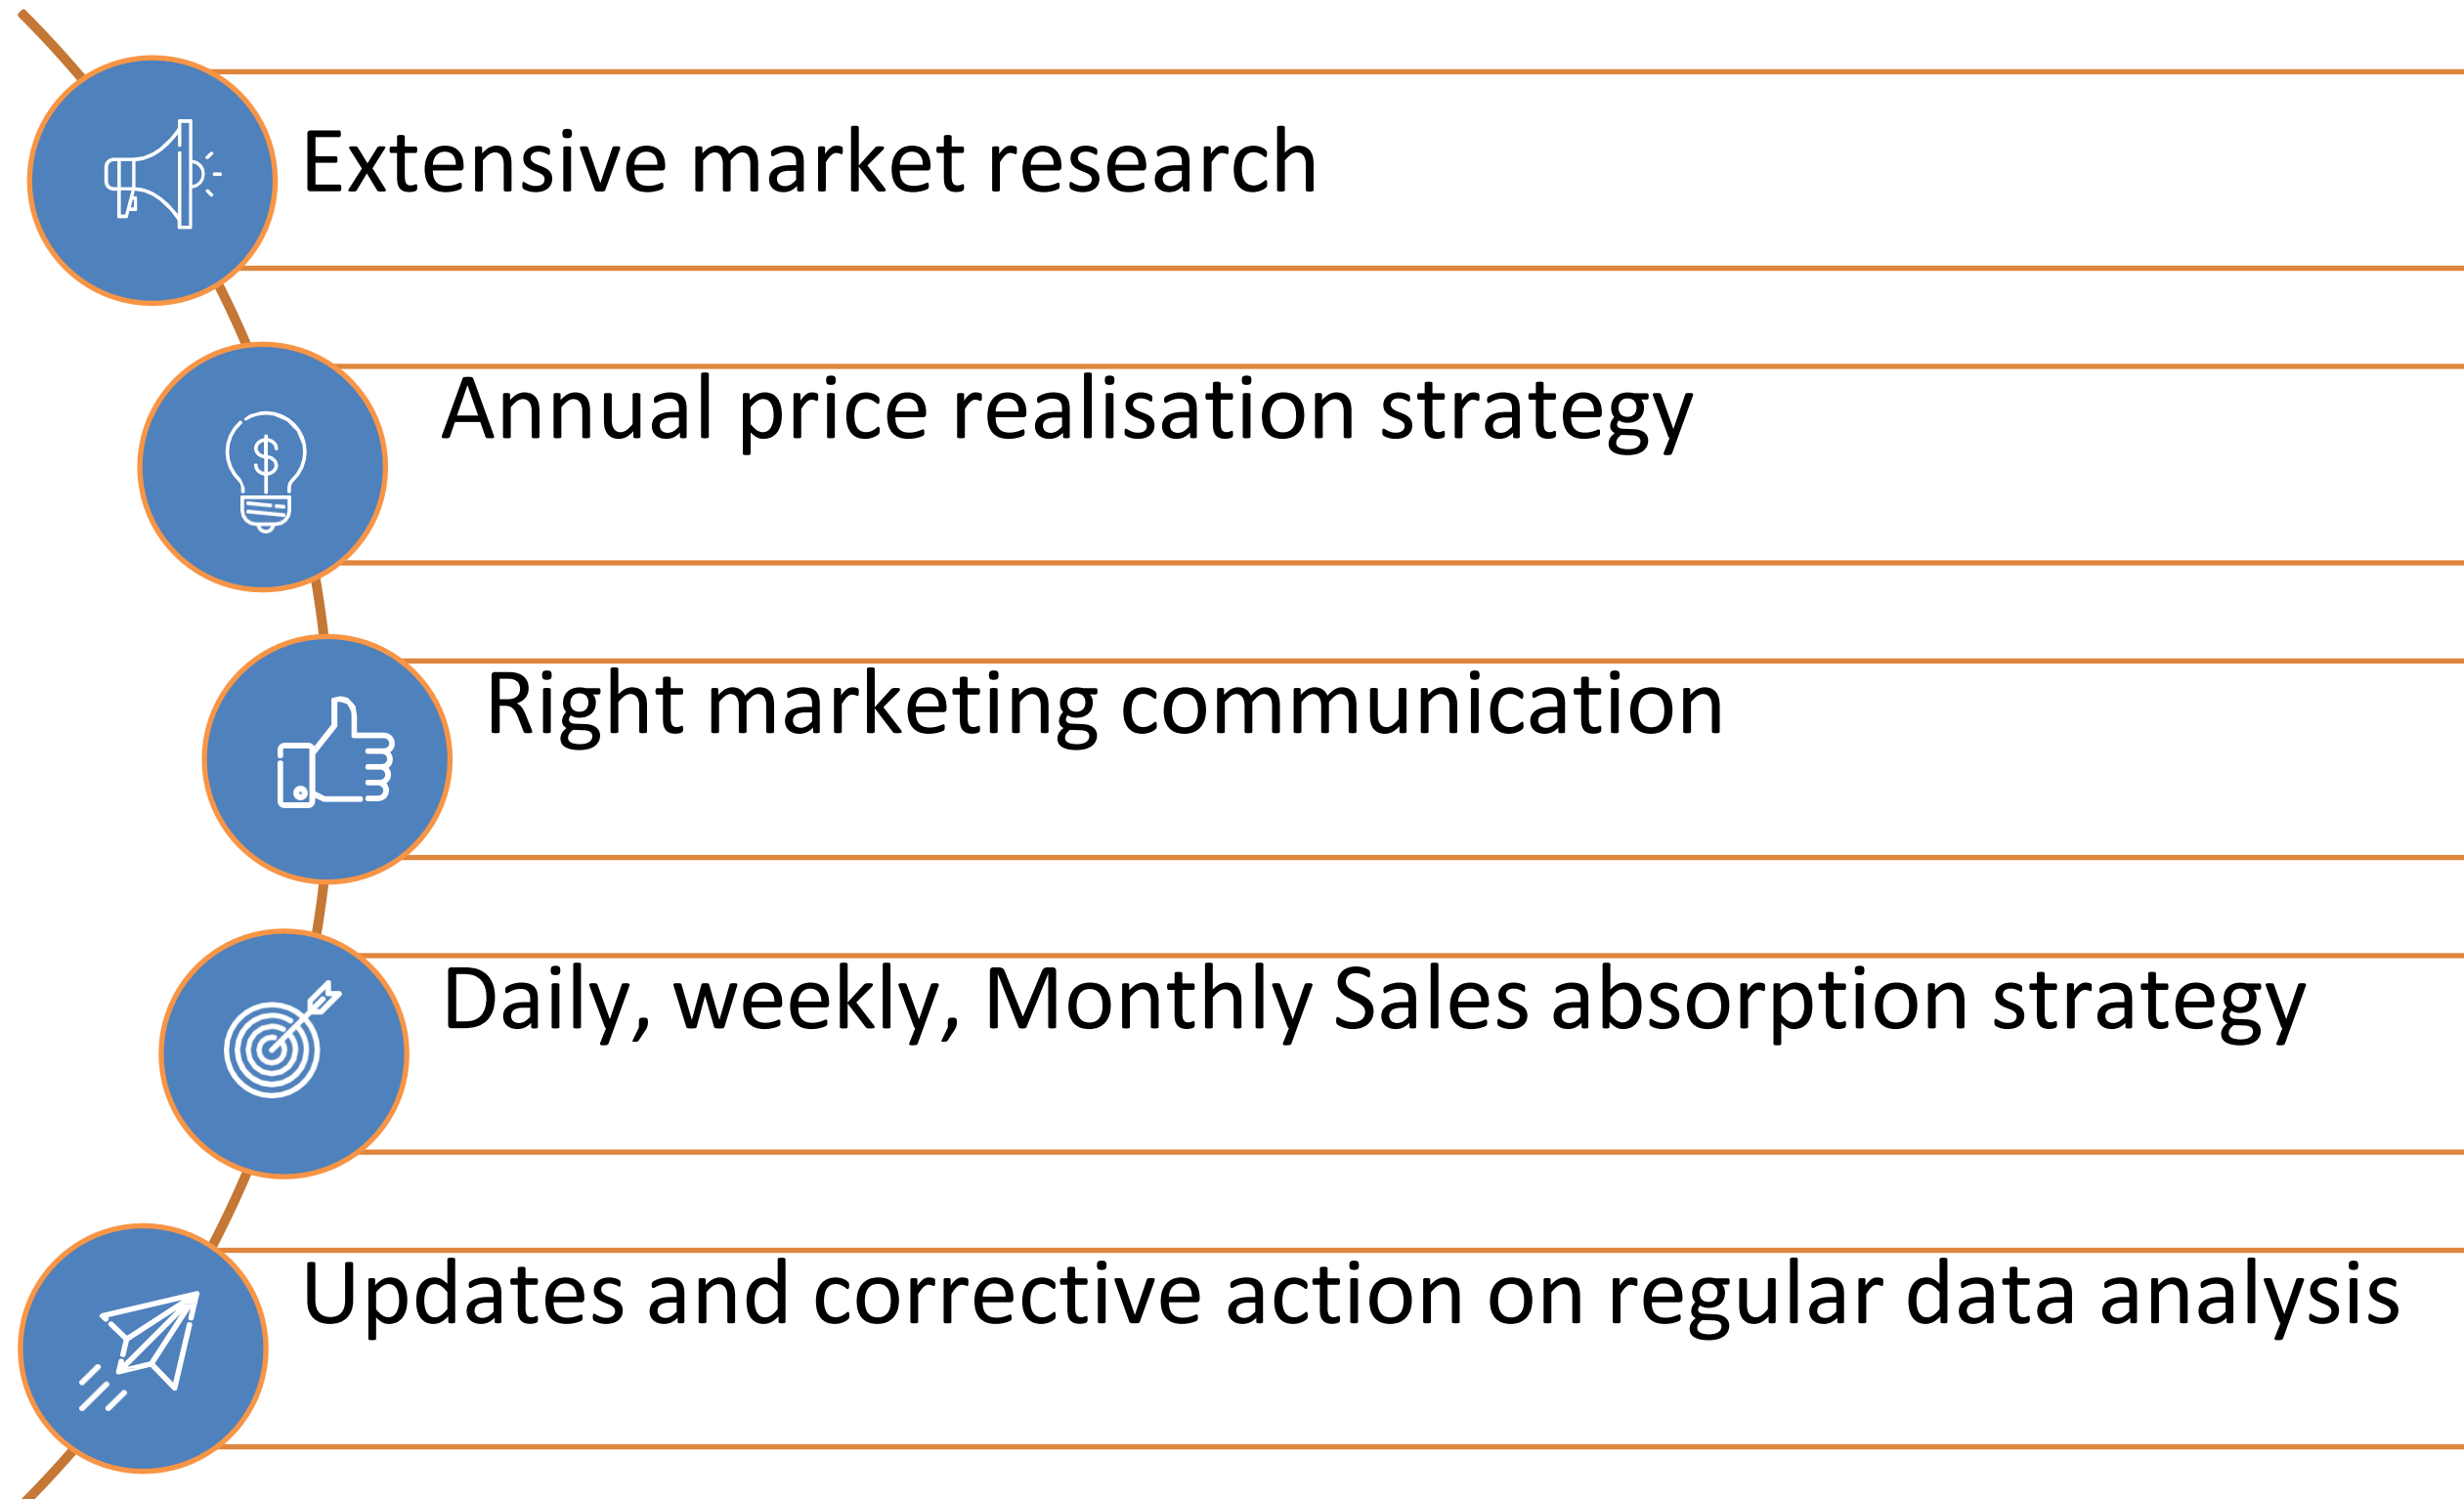 Extensive market research
Annual price realisation strategy
Right marketing communication
Daily, weekly, Monthly Sales absorption strategy
Updates and corrective action on regular data analysis